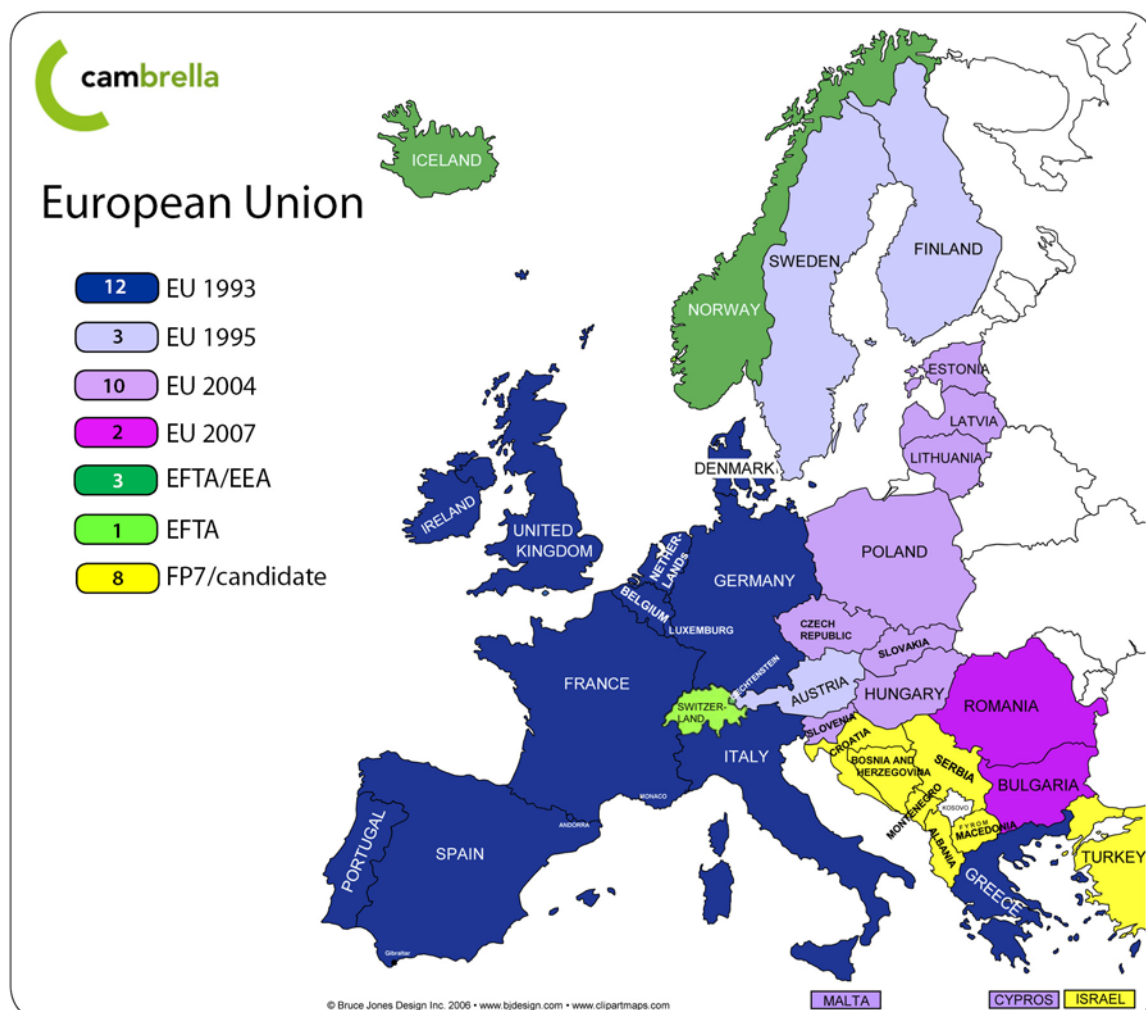 cambrella
European Union
12 EU 1993
3 EU 1995
10 EU 2004
2 EU 2007
3 EFTA/EEA
1 EFTA
8 FP7/candidate
ICELAND
NORWAY
SWEDEN
FINLAND
ESTONIA
LATVIA
LITHUANIA
DENMARK
IRELAND
UNITED
KINGDOM
NETHER-
LANDs
BELGIUM
LUXEMBURG
GERMANY
POLAND
CZECH
REPUBLIC
SLOVAKIA
LIECHTENSTEIN
AUSTRIA
HUNGARY
FRANCE
SWITZER-
LAND
SLOVENIA
CROATIA
ROMANIA
ITALY
BOSNIA AND
HERZEGOVINA
SERBIA
MONTENEGRO
KOSOVO
BULGARIA
MONACO
ANDORRA
FYROM
MACEDONIA
ALBANIA
PORTUGAL
SPAIN
GREECE
TURKEY
Gibraltar
MALTA
CYPROS
ISRAEL
© Bruce Jones Design Inc. 2006 • www.bjdesign.com • www.clipartmaps.com